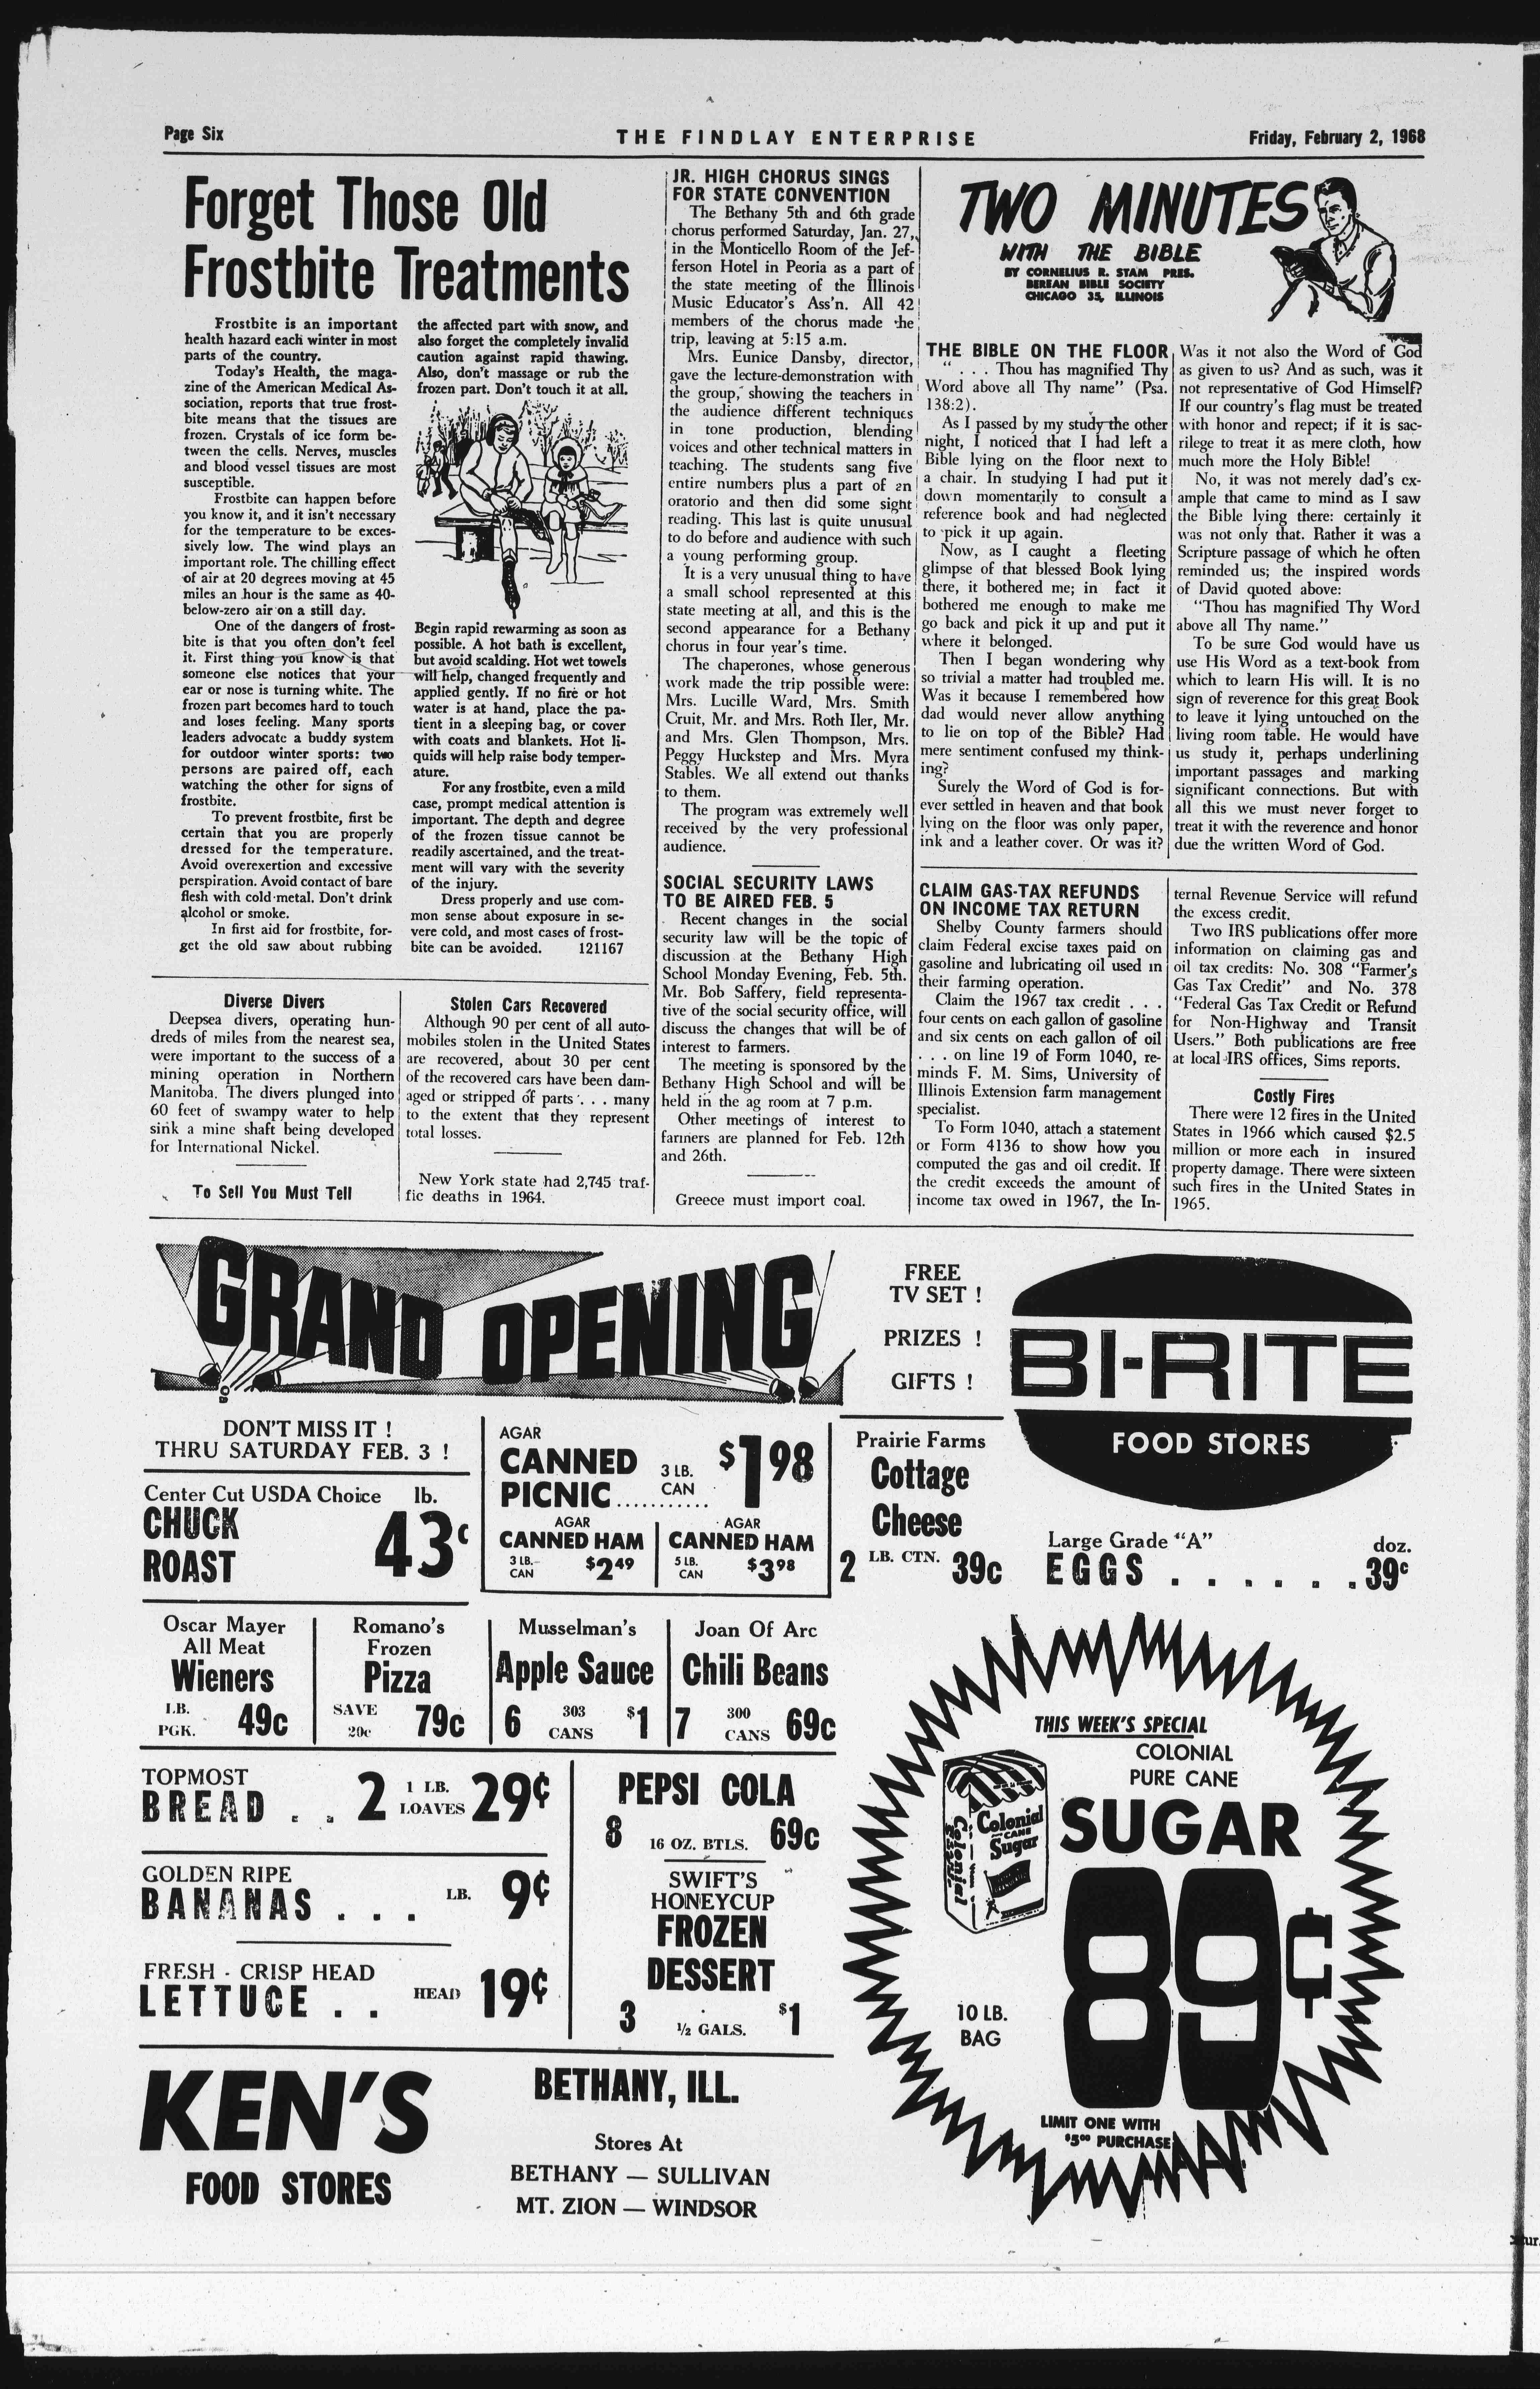 Page Six
THE FINDLAY ENTERPRISE
Friday, February 2, 1968
Forget Those Old
Frostbite Treatments
Frostbite is an important
health hazard each winter in most
parts of the country.
Today's Health, the maga-
zine of the American Medical As-
sociation, reports that true frost-
bite means that the tissues are
frozen. Crystals of ice form be-
tween the cells. Nerves, muscles
and blood vessel tissues are most
susceptible.
Frostbite can happen before
you know it, and it isn't necessary
for the temperature to be exces-
sively low. The wind plays an
important role. The chilling effect
of air at 20 degrees moving at 45
miles an hour is the same as 40-
below-zero air on a still day.
One of the dangers of frost-
bite is that you often don't feel
it. First thing you know is that
someone else notices that your
ear or nose is turning white. The
frozen part becomes hard to touch
and loses feeling. Many sports
leaders advocate a buddy system
for outdoor winter sports: two
persons are paired off, each
watching the other for signs of
frostbite.
To prevent frostbite, first be
certain that you are properly
dressed for the temperature.
Avoid overexertion and excessive
perspiration. Avoid contact of bare
flesh with cold metal. Don't drink
alcohol or smoke.
In first aid for frostbite, for-
get the old saw about rubbing
the affected part with snow, and
also forget the completely invalid
caution against rapid thawing.
Also, don't massage or rub the
frozen part. Don't touch it at all.
Begin rapid rewarming as soon as
possible. A hot bath is excellent,
but avoid scalding. Hot wet towels
will help, changed frequently and
applied gently. If no fire or hot
water is at hand, place the pa-
tient in a sleeping bag, or cover
with coats and blankets. Hot li-
quids will help raise body temper-
ature.
For any frostbite, even a mild
case, prompt medical attention is
important. The depth and degree
of the frozen tissue cannot be
readily ascertained, and the treat-
ment will vary with the severity
of the injury.
Dress properly and use com-
mon sense about exposure in se-
vere cold, and most cases of frost-
bite can be avoided. 121167
Diverse Divers
Deepsea divers, operating hun-
dreds of miles from the nearest sea,
were important to the success of a
mining operation in Northern
Manitoba. The divers plunged into
60 feet of swampy water to help
sink a mine shaft being developed
for International Nickel.
To Sell You Must Tell
Stolen Cars Recovered
Although 90 per cent of all auto-
mobiles stolen in the United States
are recovered, about 30 per cent
of the recovered cars have been dam-
aged or stripped of parts . . . many
to the extent that they represent
total losses.
New York state had 2,745 traf-
fic deaths in 1964.
JR. HIGH CHORUS SINGS
FOR STATE CONVENTION
The Bethany 5th and 6th grade
chorus performed Saturday, Jan. 27,
in the Monticello Room of the Jef-
ferson Hotel in Peoria as a part of
the state meeting of the Illinois
Music Educator's Ass'n. All 42
members of the chorus made the
trip, leaving at 5:15 a.m.
Mrs. Eunice Dansby, director,
gave the lecture-demonstration with
the group, showing the teachers in
the audience different techniques
in tone production, blending
voices and other technical matters in
teaching. The students sang five
entire numbers plus a part of an
oratorio and then did some sight
reading. This last is quite unusual
to do before and audience with such
a young performing group.
It is a very unusual thing to have
a small school represented at this
state meeting at all, and this is the
second appearance for a Bethany
chorus in four year's time.
The chaperones, whose generous
work made the trip possible were:
Mrs. Lucille Ward, Mrs. Smith
Cruit, Mr. and Mrs. Roth Iler, Mr.
and Mrs. Glen Thompson, Mrs.
Peggy Huckstep and Mrs. Myra
Stables. We all extend out thanks
to them.
The program was extremely well
received by the very professional
audience.
SOCIAL SECURITY LAWS
TO BE AIRED FEB. 5
Recent changes in the social
security law will be the topic of
discussion at the Bethany High
School Monday Evening, Feb. 5th.
Mr. Bob Saffery, field representa-
tive of the social security office, will
discuss the changes that will be of
interest to farmers.
The meeting is sponsored by the
Bethany High School and will be
held in the ag room at 7 p.m.
Other meetings of interest to
farmers are planned for Feb. 12th
and 26th.
Greece must import coal.
TWO MINUTES
WITH THE BIBLE
BY CORNELIUS R. STAM PRES.
BEREAN BIBLE SOCIETY
CHICAGO 35, ILLINOIS
THE BIBLE ON THE FLOOR
" . . . Thou has magnified Thy
Word above all Thy name" (Psa.
138:2).
As I passed by my study the other
night, I noticed that I had left a
Bible lying on the floor next to
a chair. In studying I had put it
down momentarily to consult a
reference book and had neglected
to pick it up again.
Now, as I caught a fleeting
glimpse of that blessed Book lying
there, it bothered me; in fact it
bothered me enough to make me
go back and pick it up and put it
where it belonged.
Then I began wondering why
so trivial a matter had troubled me.
Was it because I remembered how
dad would never allow anything
to lie on top of the Bible? Had
mere sentiment confused my think-
ing?
Surely the Word of God is for-
ever settled in heaven and that book
lying on the floor was only paper,
ink and a leather cover. Or was it?
Was it not also the Word of God
as given to us? And as such, was it
not representative of God Himself?
If our country's flag must be treated
with honor and repect; if it is sac-
rilege to treat it as mere cloth, how
much more the Holy Bible!
No, it was not merely dad's ex-
ample that came to mind as I saw
the Bible lying there: certainly it
was not only that. Rather it was a
Scripture passage of which he often
reminded us; the inspired words
of David quoted above:
"Thou has magnified Thy Word
above all Thy name."
To be sure God would have us
use His Word as a text-book from
which to learn His will. It is no
sign of reverence for this great Book
to leave it lying untouched on the
living room table. He would have
us study it, perhaps underlining
important passages and marking
significant connections. But with
all this we must never forget to
treat it with the reverence and honor
due the written Word of God.
CLAIM GAS-TAX REFUNDS
ON INCOME TAX RETURN
Shelby County farmers should
claim Federal excise taxes paid on
gasoline and lubricating oil used in
their farming operation.
Claim the 1967 tax credit . . .
four cents on each gallon of gasoline
and six cents on each gallon of oil
. . . on line 19 of Form 1040, re-
minds F. M. Sims, University of
Illinois Extension farm management
specialist.
To Form 1040, attach a statement
or Form 4136 to show how you
computed the gas and oil credit. If
the credit exceeds the amount of
income tax owed in 1967, the In-
ternal Revenue Service will refund
the excess credit.
Two IRS publications offer more
information on claiming gas and
oil tax credits: No. 308 "Farmer's
Gas Tax Credit" and No. 378
"Federal Gas Tax Credit or Refund
for Non-Highway and Transit
Users." Both publications are free
at local IRS offices, Sims reports.
Costly Fires
There were 12 fires in the United
States in 1966 which caused $2.5
million or more each in insured
property damage. There were sixteen
such fires in the United States in
1965.
GRAND OPENING
FREE
TV SET !
PRIZES !
GIFTS !
BI-RITE
FOOD STORES
DON'T MISS IT !
THRU SATURDAY FEB. 3 !
Center Cut USDA Choice lb.
CHUCK
ROAST
43c
AGAR
CANNED
PICNIC...........
3 LB.
CAN
$1 98
AGAR
CANNED HAM
3 LB.
CAN
$2 49
AGAR
CANNED HAM
5 LB.
CAN
$3 98
Prairie Farms
Cottage
Cheese
2 LB. CTN. 39c
Large Grade "A"
EGGS . . . . . . .
doz.
39c
Oscar Mayer
All Meat
Wieners
LB.
PGK.
49c
Romano's
Frozen
Pizza
SAVE
20c
79c
Musselman's
Apple Sauce
6 303
CANS
$1
Joan Of Arc
Chili Beans
7 300
CANS
69c
TOPMOST
BREAD . . 2 1 LB.
LOAVES 29¢
GOLDEN RIPE
BANANAS . . . LB. 9¢
FRESH - CRISP HEAD
LETTUCE . . HEAD 19¢
PEPSI COLA
8 16 OZ. BTLS. 69c
SWIFT'S
HONEYCUP
FROZEN
DESSERT
3 ½ GALS. $1
THIS WEEK'S SPECIAL
COLONIAL
PURE CANE
SUGAR
Colonial
CANE
Sugar
Colonial
89¢
10 LB.
BAG
LIMIT ONE WITH
$5 00 PURCHASE
KEN'S
FOOD STORES
BETHANY, ILL.
Stores At
BETHANY — SULLIVAN
MT. ZION — WINDSOR